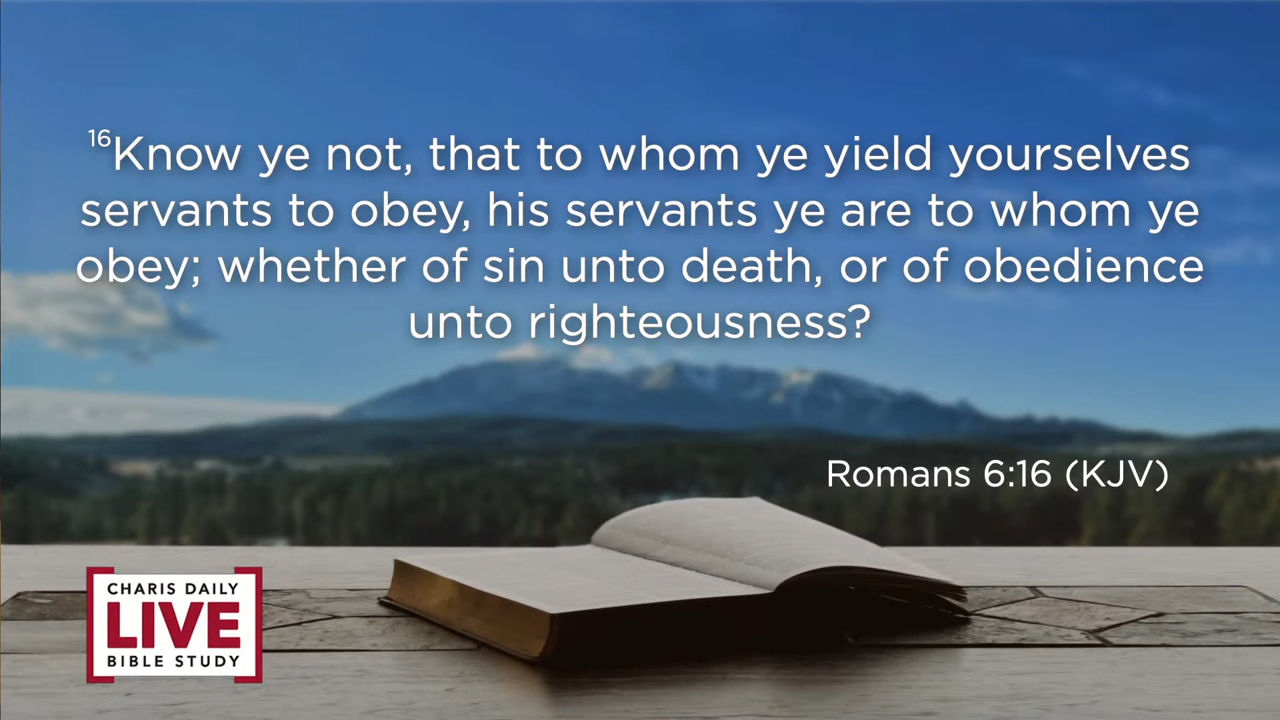 16Know ye not, that to whom ye yield yourselves
servants to obey, his servants ye are to whom ye
obey; whether of sin unto death, or of obedience
unto righteousness?
Romans 6:16 (KJV)
CHARIS DAILY
LIVE
BIBLE STUDY